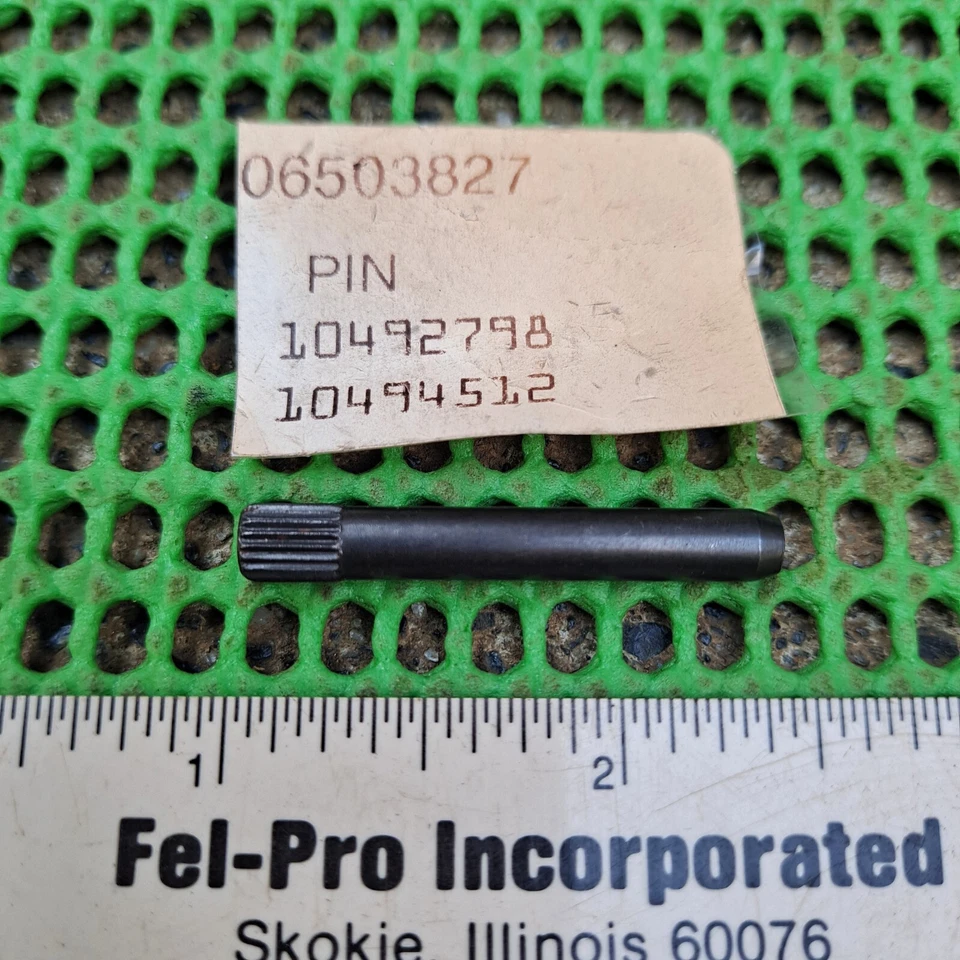 06503827
PIN
10492798
10494512
1 2
Fel-Pro Incorporated
Skokie, Illinois 60076